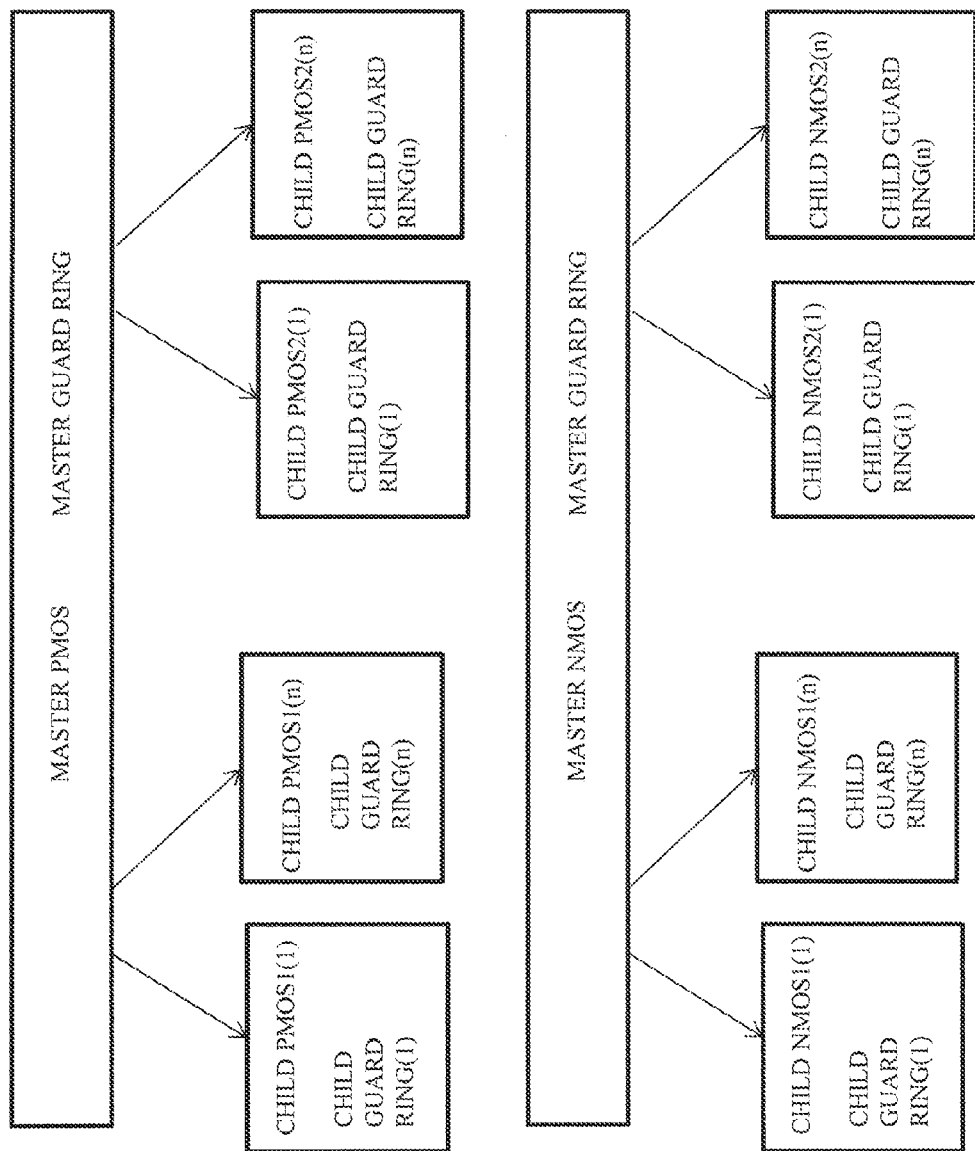 MASTER PMOS MASTER GUARD RING
CHILD PMOS1(1)
CHILD
GUARD
RING(1)
CHILD PMOS1(n)
CHILD
GUARD
RING(n)
CHILD PMOS2(1)
CHILD GUARD
RING(1)
CHILD PMOS2(n)
CHILD GUARD
RING(n)
MASTER NMOS MASTER GUARD RING
CHILD NMOS1(1)
CHILD
GUARD
RING(1)
CHILD NMOS1(n)
CHILD
GUARD
RING(n)
CHILD NMOS2(1)
CHILD GUARD
RING(1)
CHILD NMOS2(n)
CHILD GUARD
RING(n)